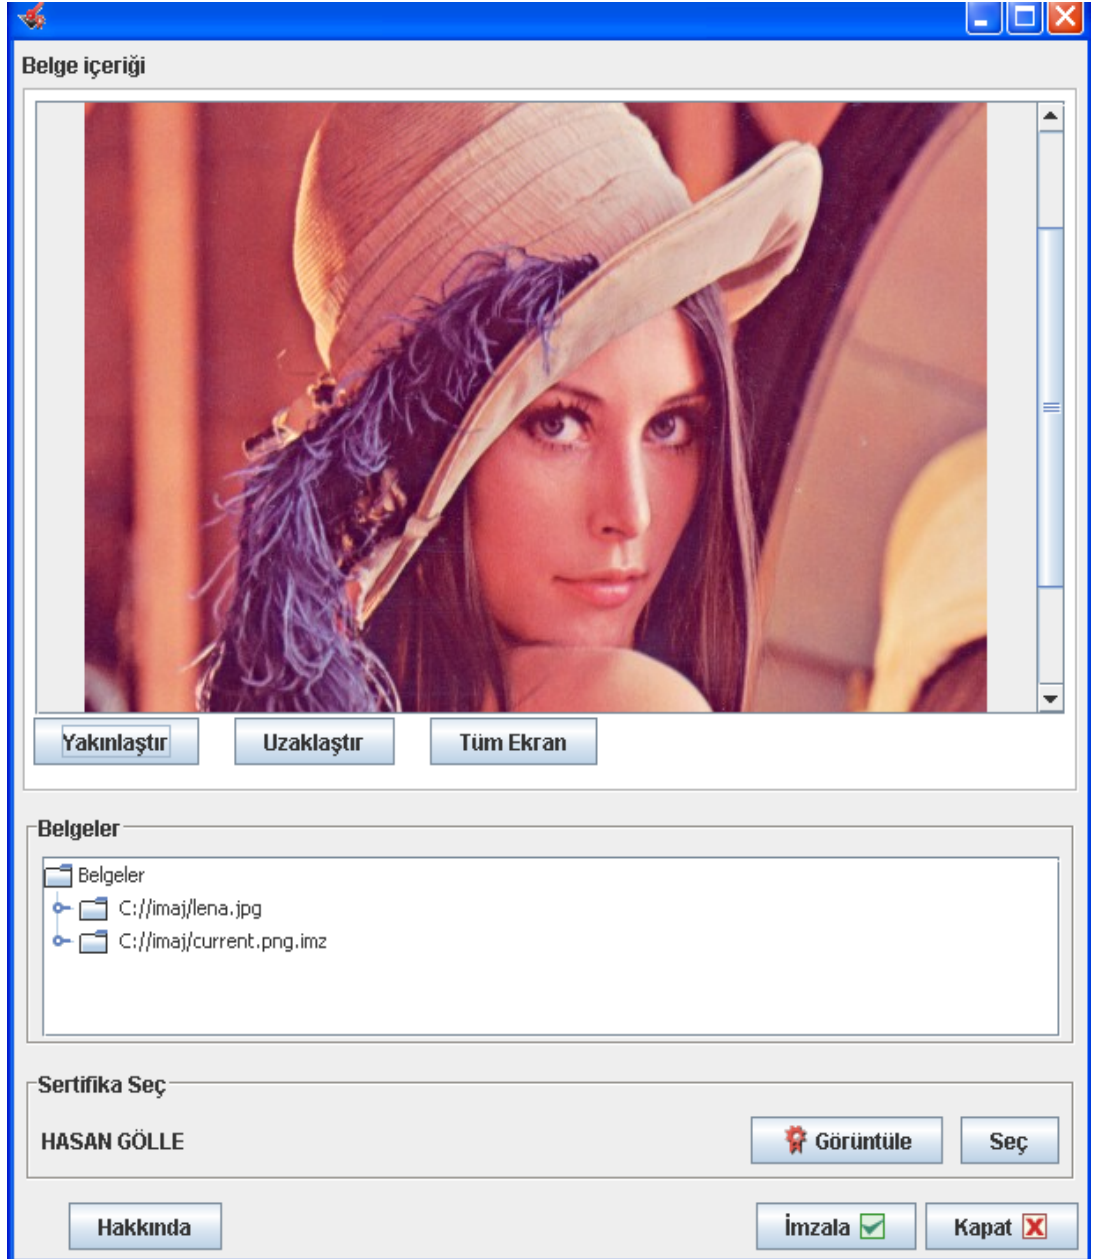 Belge içeriği
Yakınlaştır Uzaklaştır Tüm Ekran
Belgeler
Belgeler
C://imaj/lena.jpg
C://imaj/current.png.imz
Sertifika Seç
HASAN GÖLLE Görüntüle Seç
Hakkında İmzala Kapat